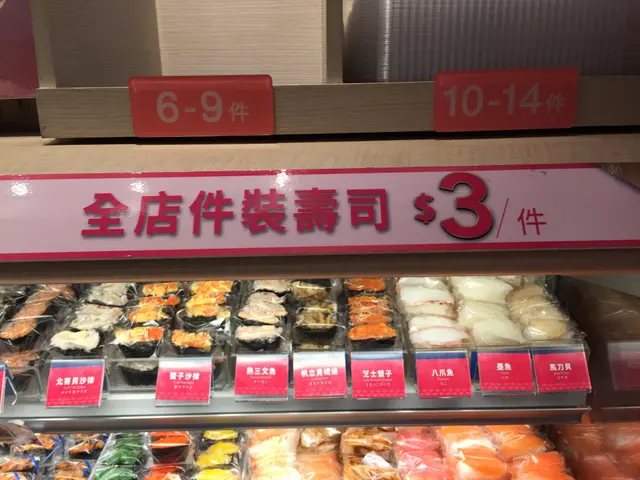 6-9件
10-14件
全店件裝壽司 $3/件
北寄貝沙律
蟹子沙律
熟三文魚
帆立貝裙邊
芝士蟹子
八爪魚
墨魚
馬刀貝